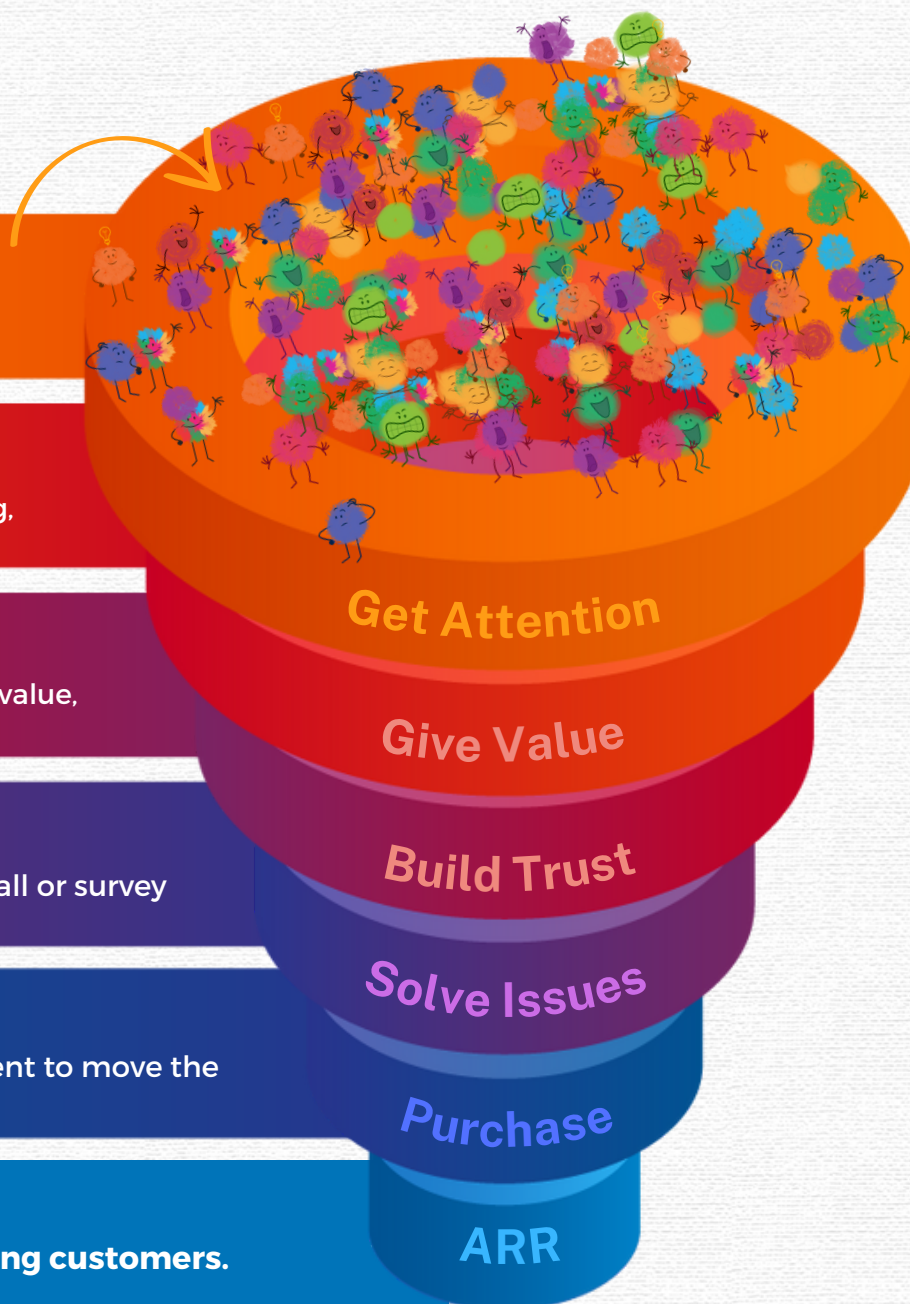 Get Attention
Give Value
value,
Build Trust
all or survey
Solve Issues
ent to move the
Purchase
ARR
ng customers.